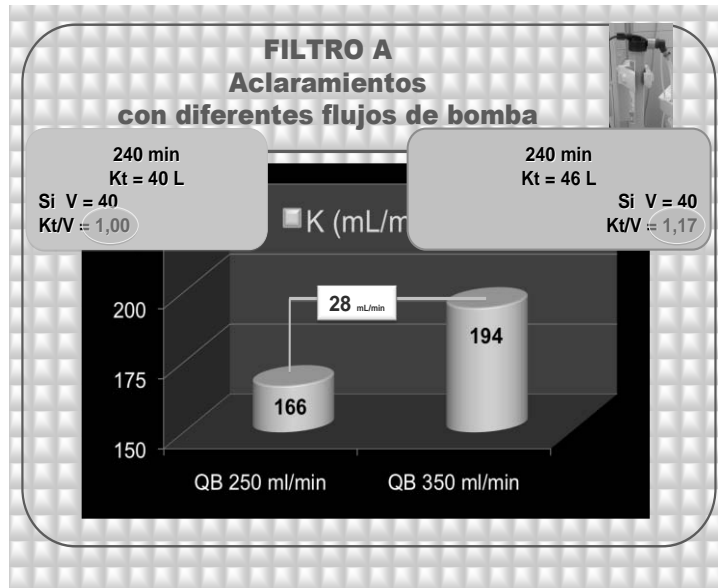 FILTRO A
Aclaramientos
con diferentes flujos de bomba
240 min
Kt = 40 L
Si V = 40
Kt/V = 1,00
240 min
Kt = 46 L
Si V = 40
Kt/V = 1,17
K (mL/m
200
175
150
28 mL/min
166
194
QB 250 ml/min
QB 350 ml/min